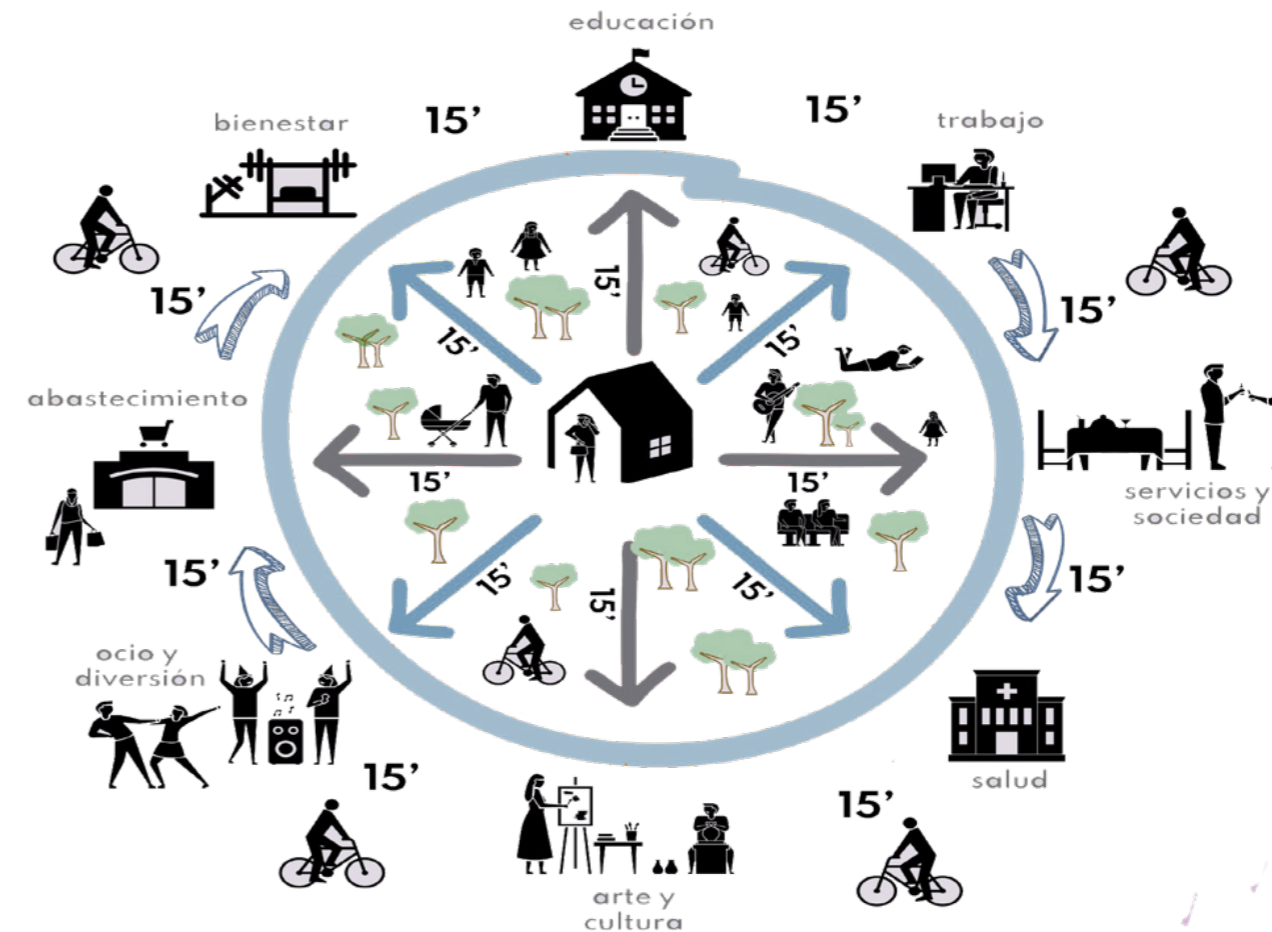 educación
15’
15’
bienestar
trabajo
15’
15’
15’
15’
15’
abastecimiento
15’
15’
servicios y
sociedad
15’
15’
15’
15’
15’
ocio y
diversión
15’
salud
15’
arte y
cultura